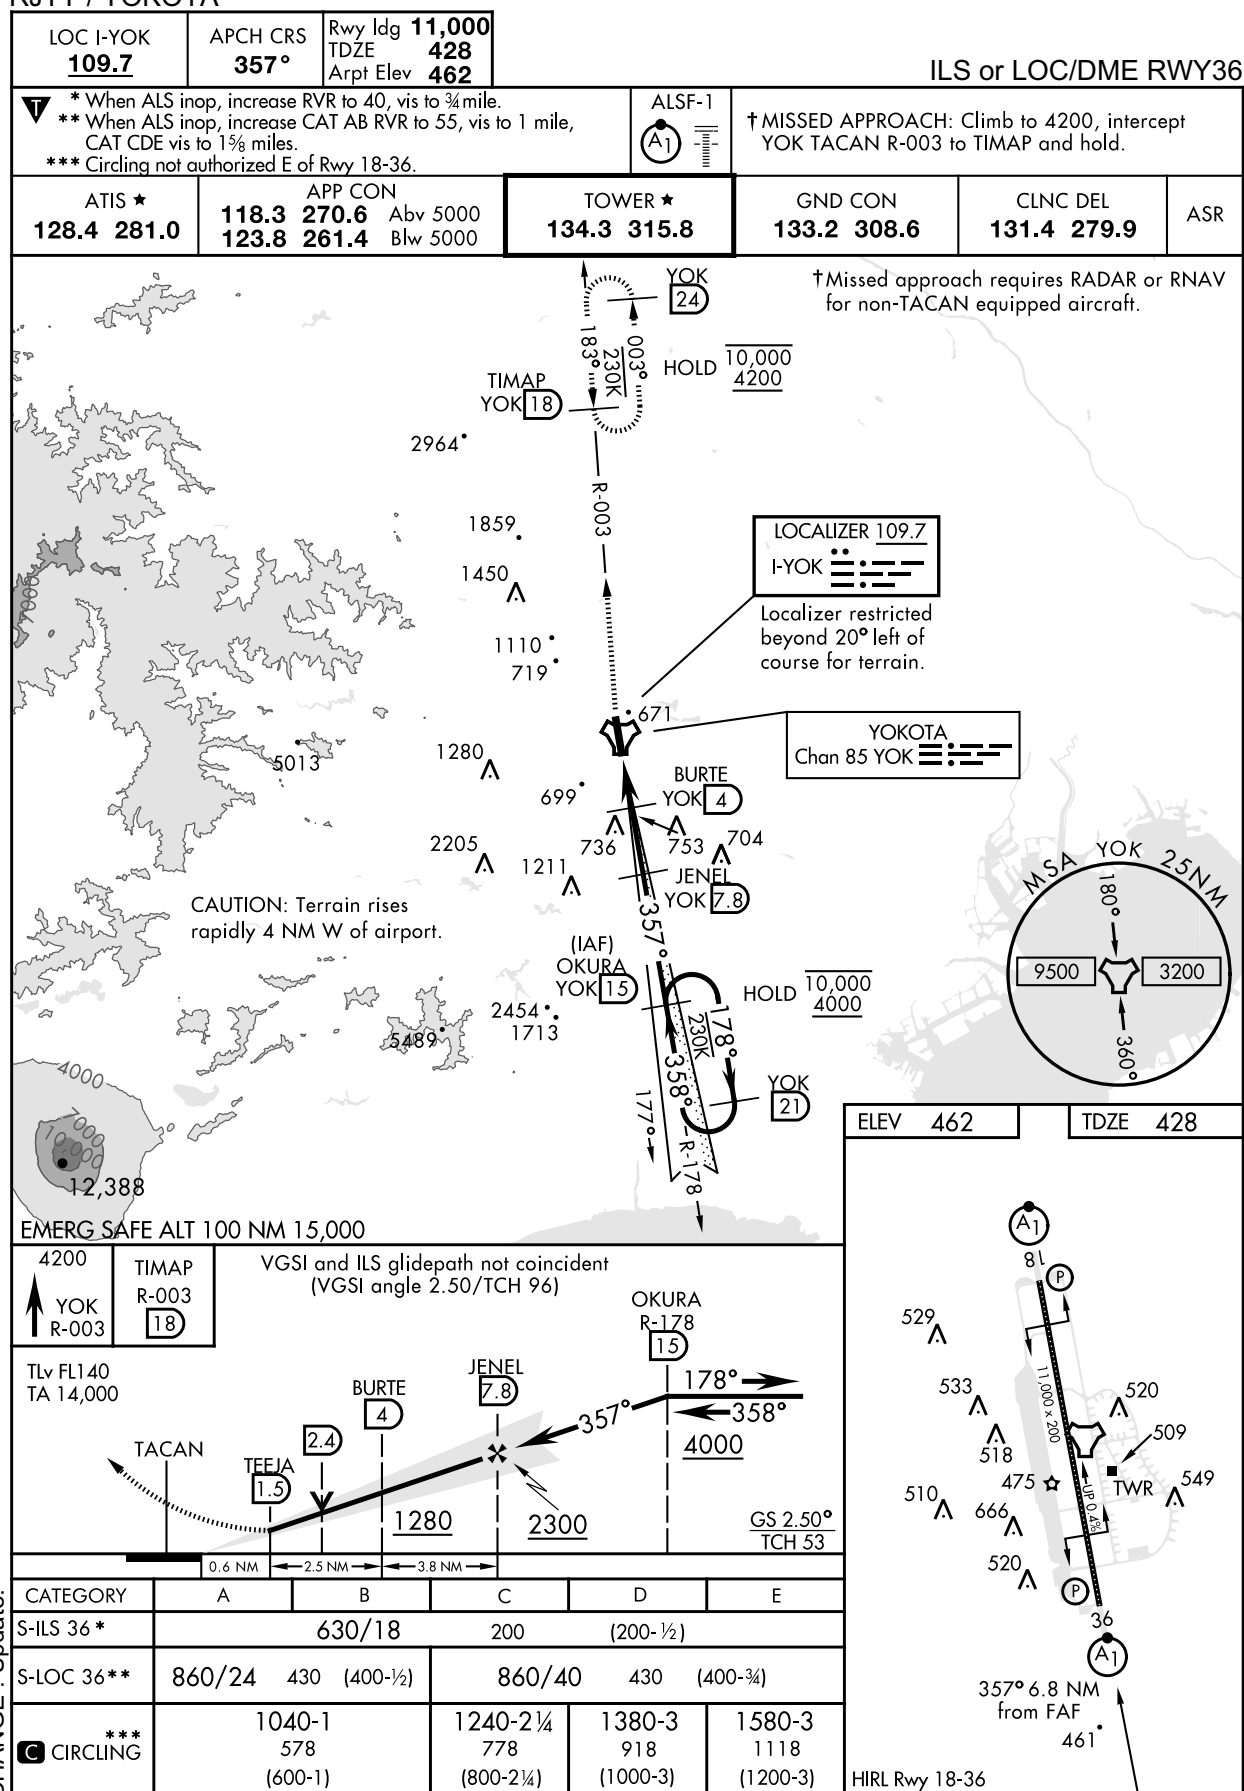 RJTY / YOKOTA
LOC I-YOK
109.7
APCH CRS
357°
Rwy ldg 11,000
TDZE 428
Arpt Elev 462
ILS or LOC/DME RWY36
T
* When ALS inop, increase RVR to 40, vis to ¾ mile.
** When ALS inop, increase CAT AB RVR to 55, vis to 1 mile,
CAT CDE vis to 1⅝ miles.
*** Circling not authorized E of Rwy 18-36.
ALSF-1
A1
† MISSED APPROACH: Climb to 4200, intercept
YOK TACAN R-003 to TIMAP and hold.
ATIS ★
128.4 281.0
APP CON
118.3 270.6 Abv 5000
123.8 261.4 Blw 5000
TOWER ★
134.3 315.8
GND CON
133.2 308.6
CLNC DEL
131.4 279.9
ASR
†Missed approach requires RADAR or RNAV
for non-TACAN equipped aircraft.
YOK
24
183°
230K
003°
HOLD 10,000
4200
TIMAP
YOK 18
2964
R-003
1859
1450
1110
719
7000
LOCALIZER 109.7
I-YOK
Localizer restricted
beyond 20° left of
course for terrain.
671
YOKOTA
Chan 85 YOK
5013
1280
699
BURTE
YOK 4
736
753
704
2205
1211
JENEL
YOK 7.8
CAUTION: Terrain rises
rapidly 4 NM W of airport.
357°
(IAF)
OKURA
YOK 15
HOLD 10,000
4000
2454
1713
5489
178°
230K
358°
177°
R-178
YOK
21
MSA YOK 25NM
180°
9500
3200
360°
4000
7000
10000
12,388
EMERG SAFE ALT 100 NM 15,000
4200
YOK
R-003
TIMAP
R-003
18
VGSI and ILS glidepath not coincident
(VGSI angle 2.50/TCH 96)
TLv FL140
TA 14,000
OKURA
R-178
15
178°
358°
357°
4000
JENEL
7.8
BURTE
4
2.4
TACAN
TEEJA
1.5
1280
2300
GS 2.50°
TCH 53
0.6 NM
2.5 NM
3.8 NM
CATEGORY A B C D E
S-ILS 36 * 630/18 200 (200-½)
S-LOC 36** 860/24 430 (400-½) 860/40 430 (400-¾)
C CIRCLING ***
1040-1 1240-2¼ 1380-3 1580-3
578 778 918 1118
(600-1) (800-2¼) (1000-3) (1200-3)
ELEV 462
TDZE 428
A1
18
P
529
533
518
11,000 x 200
520
509
475
TWR
549
510
666
UP 0.4%
520
P
36
A1
357° 6.8 NM
from FAF
461
HIRL Rwy 18-36